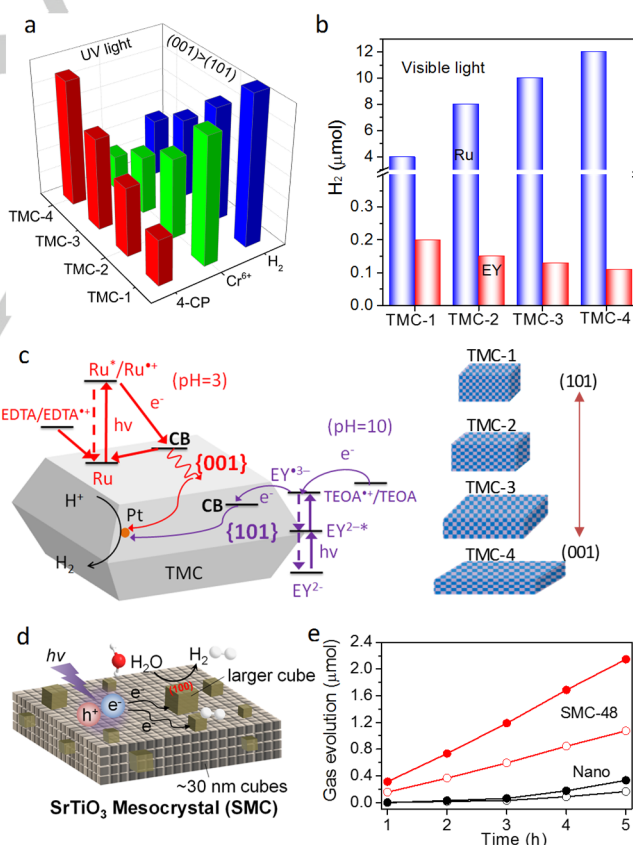 a
UV light
(001)>(101)
TMC-4
TMC-3
TMC-2
TMC-1
4-CP
Cr⁶⁺
H₂
b
Visible light
H₂ (μmol)
12
10
8
6
4
0.3
0.2
0.1
0.0
Ru
EY
TMC-1 TMC-2 TMC-3 TMC-4
c
Ru*/Ru•+
(pH=3)
e⁻
EDTA/EDTA•+
hν
CB
Ru
{001}
(pH=10)
e⁻
EY•3−
TEOA•+/TEOA
H⁺
Pt
CB
e⁻
{101}
EY2−*
hν
H₂
TMC
EY2-
TMC-1
(101)
TMC-2
TMC-3
TMC-4
(001)
d
hν
H₂O
H₂
larger cube
(100)
h⁺
e⁻
e⁻
e⁻
~30 nm cubes
SrTiO₃ Mesocrystal (SMC)
e
Gas evolution (μmol)
2.4
2.0
1.6
1.2
0.8
0.4
0.0
SMC-48
Nano
1 2 3 4 5
Time (h)